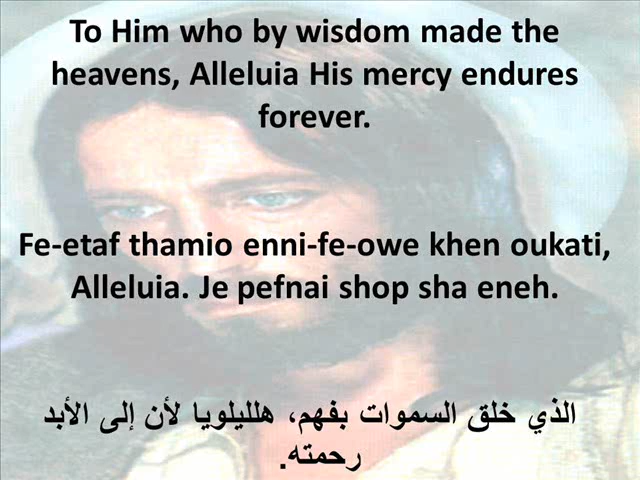 To Him who by wisdom made the
heavens, Alleluia His mercy endures
forever.
Fe-etaf thamio enni-fe-owe khen oukati,
Alleluia. Je pefnai shop sha eneh.
الذي خلق السموات بفهم، هلليلويا لأن إلى الأبد
رحمته.